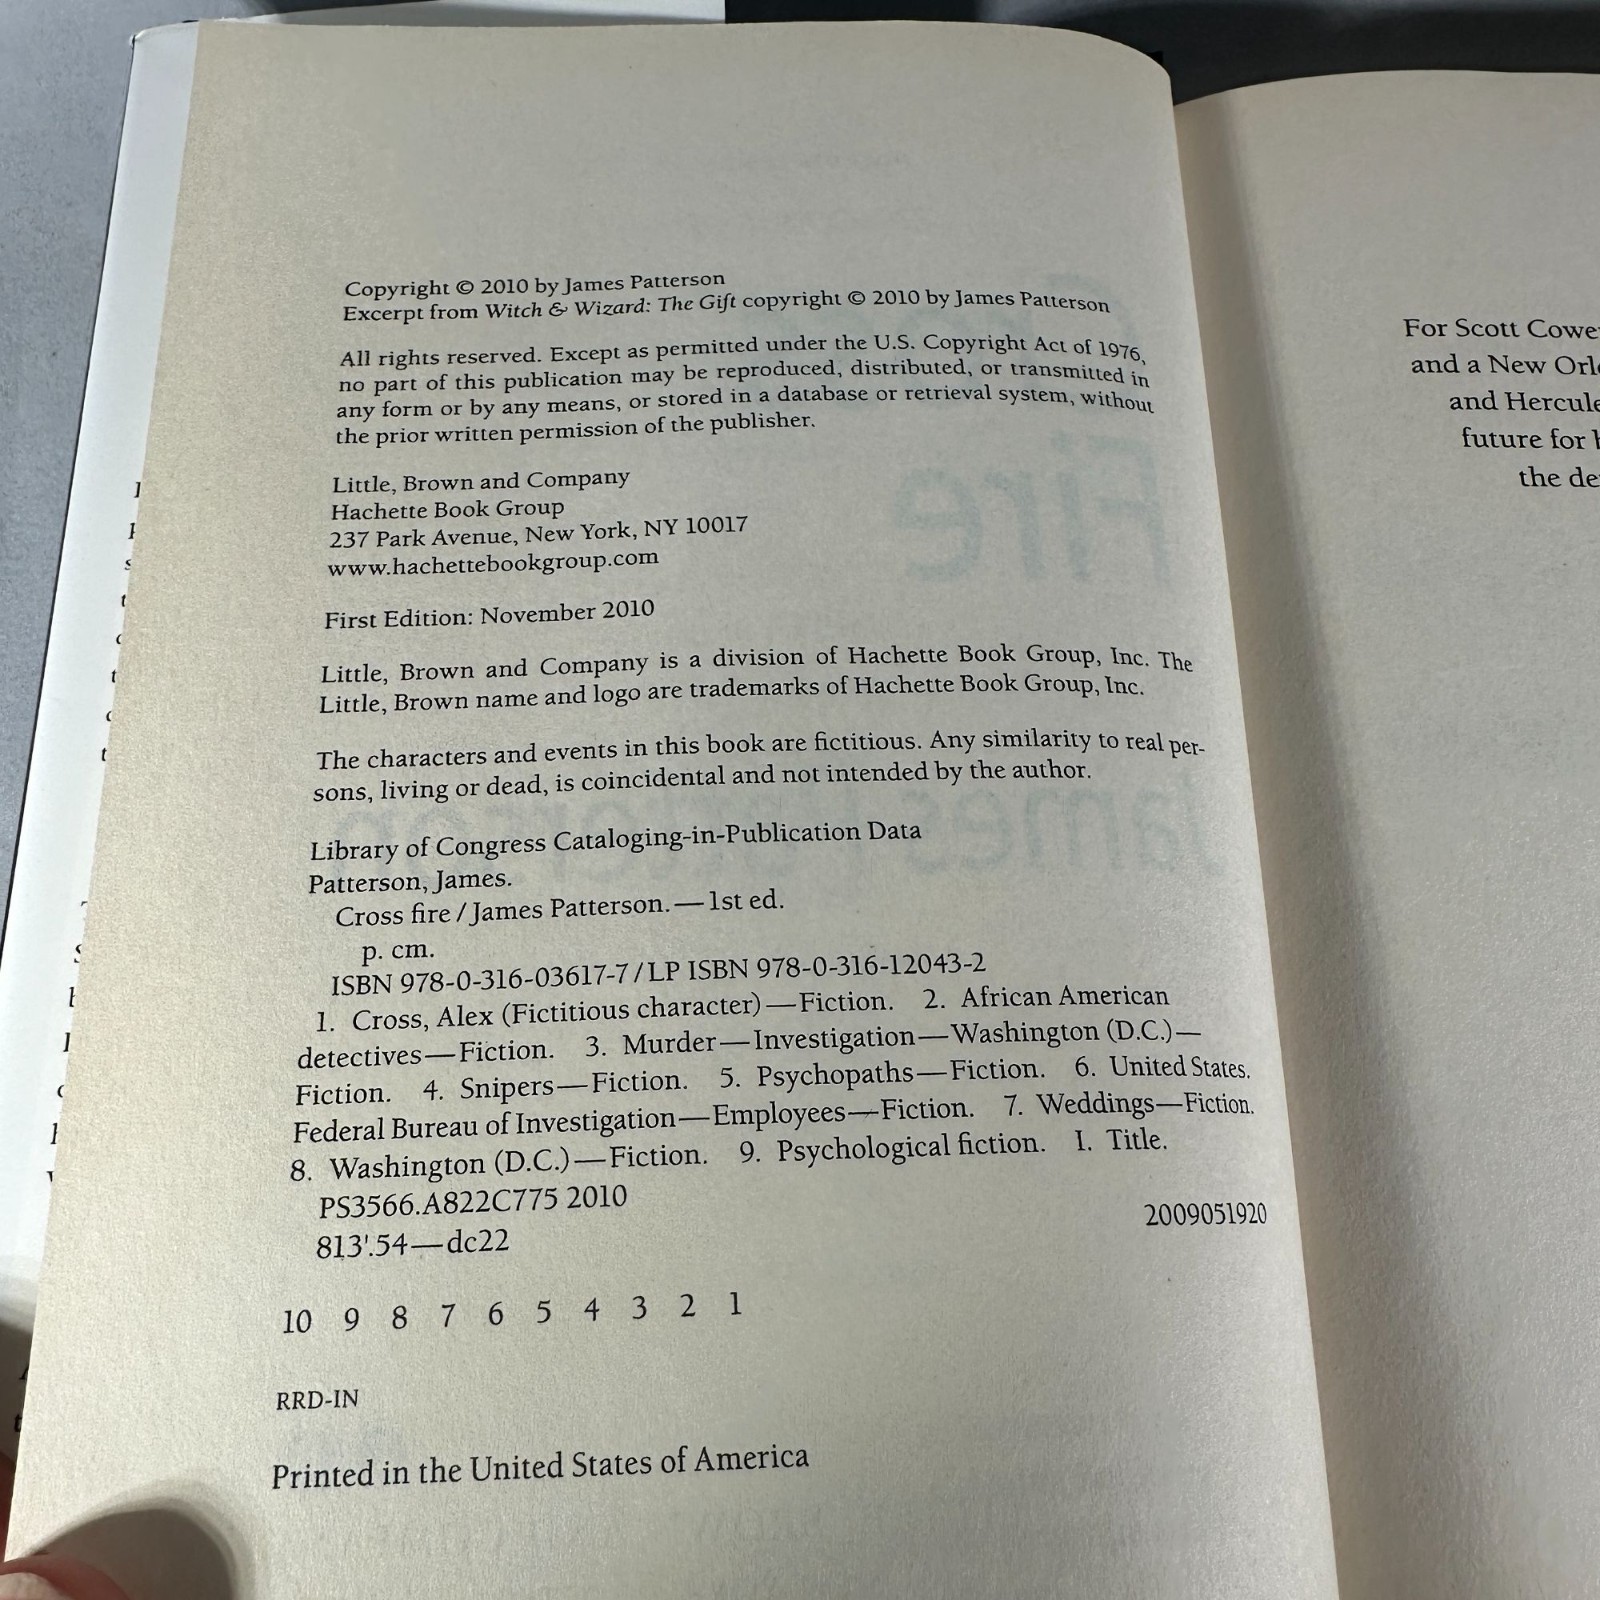 Copyright © 2010 by James Patterson
Excerpt from Witch & Wizard: The Gift copyright © 2010 by James Patterson
All rights reserved. Except as permitted under the U.S. Copyright Act of 1976,
no part of this publication may be reproduced, distributed, or transmitted in
any form or by any means, or stored in a database or retrieval system, without
the prior written permission of the publisher.
Little, Brown and Company
Hachette Book Group
237 Park Avenue, New York, NY 10017
www.hachettebookgroup.com
First Edition: November 2010
Little, Brown and Company is a division of Hachette Book Group, Inc. The
Little, Brown name and logo are trademarks of Hachette Book Group, Inc.
The characters and events in this book are fictitious. Any similarity to real per-
sons, living or dead, is coincidental and not intended by the author.
Library of Congress Cataloging-in-Publication Data
Patterson, James.
Cross fire / James Patterson. — 1st ed.
p. cm.
ISBN 978-0-316-03617-7 / LP ISBN 978-0-316-12043-2
1. Cross, Alex (Fictitious character)—Fiction. 2. African American
detectives—Fiction. 3. Murder—Investigation—Washington (D.C.)—
Fiction. 4. Snipers—Fiction. 5. Psychopaths—Fiction. 6. United States.
Federal Bureau of Investigation—Employees—Fiction. 7. Weddings—Fiction.
8. Washington (D.C.)—Fiction. 9. Psychological fiction. I. Title.
PS3566.A822C775 2010
813'.54—dc22
2009051920
10 9 8 7 6 5 4 3 2 1
RRD-IN
Printed in the United States of America
For Scott Cowe
and a New Orl
and Hercule
future for
the de